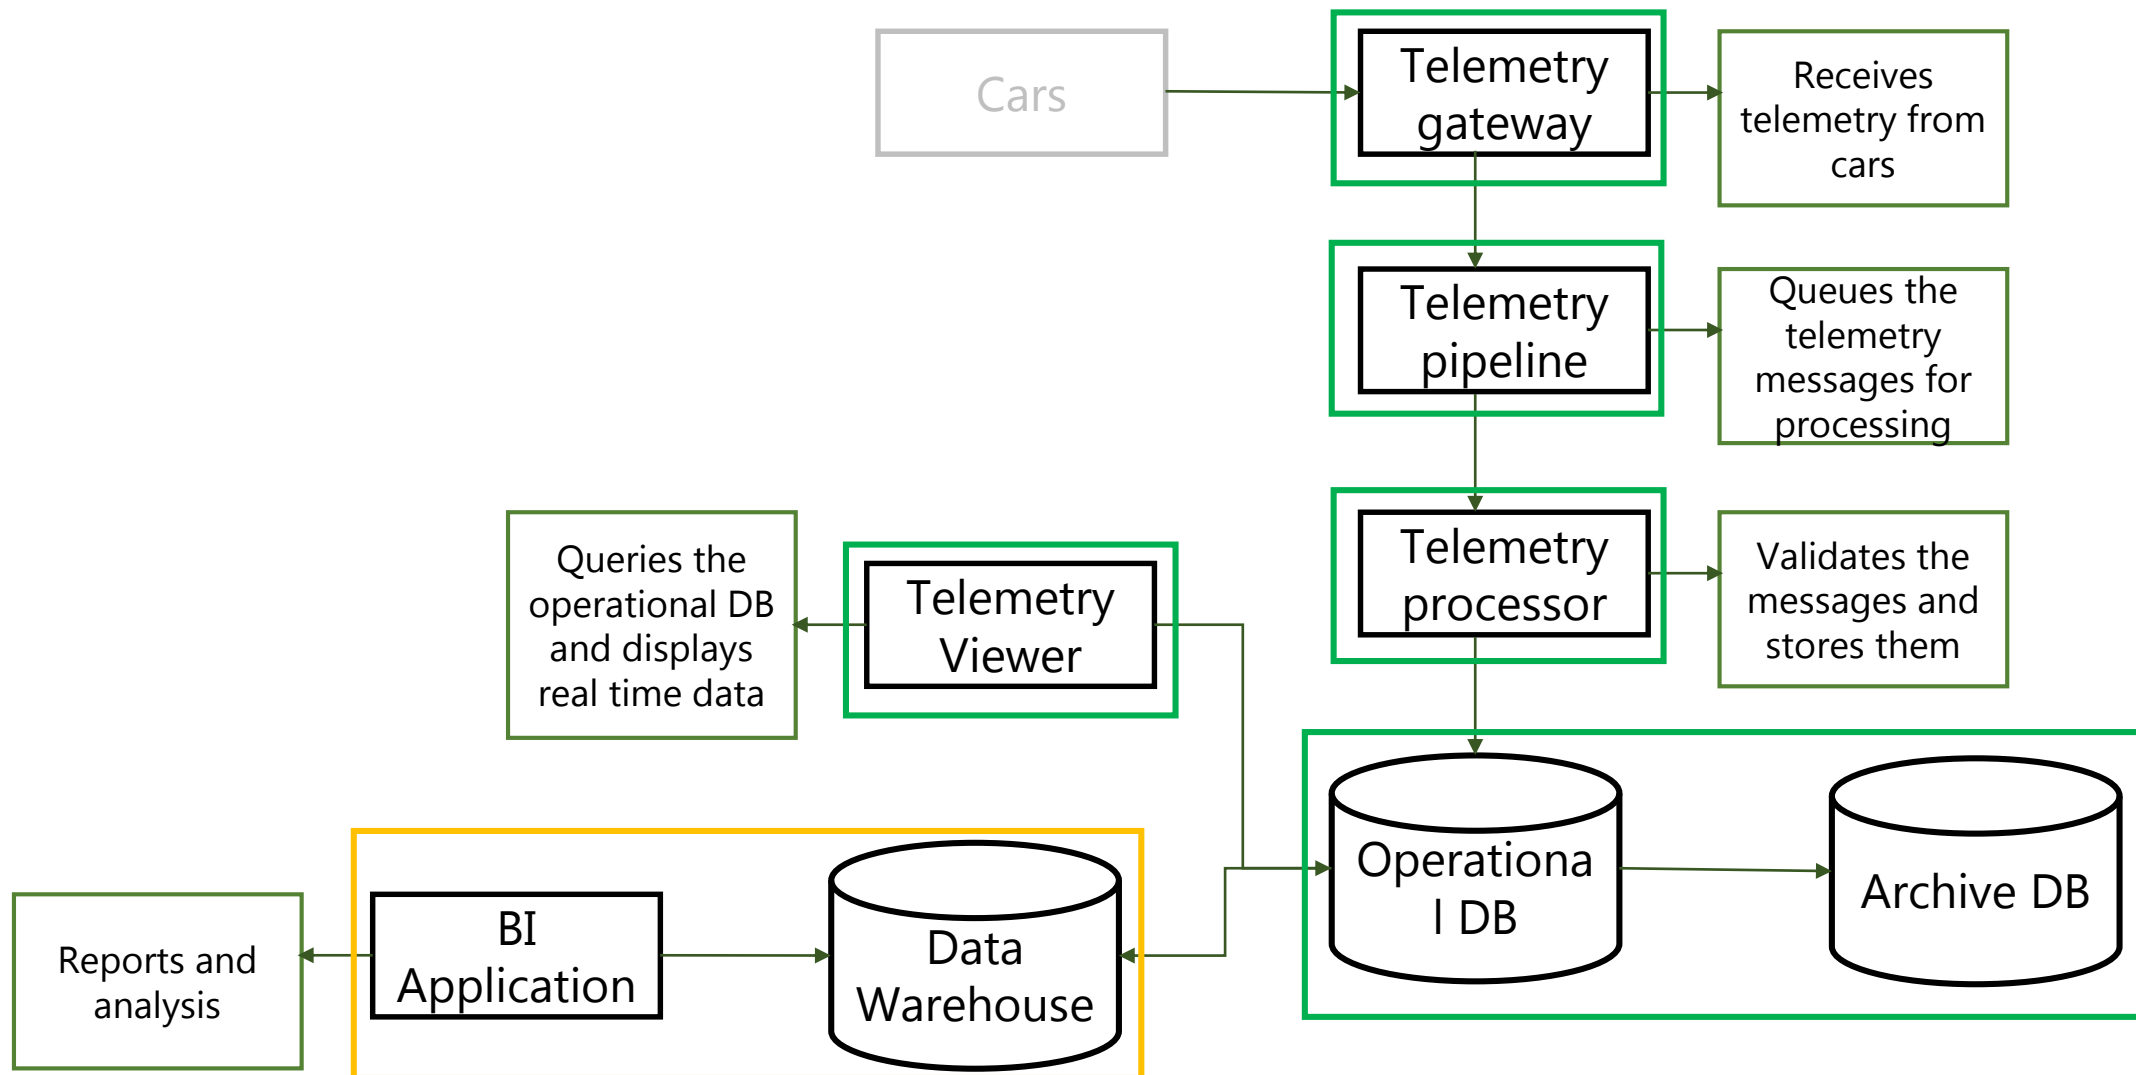 Cars
Telemetry
gateway
Receives
telemetry from
cars
Telemetry
pipeline
Queues the
telemetry
messages for
processing
Queries the
operational DB
and displays
real time data
Telemetry
Viewer
Telemetry
processor
Validates the
messages and
stores them
Operationa
l DB
Archive DB
Reports and
analysis
BI
Application
Data
Warehouse